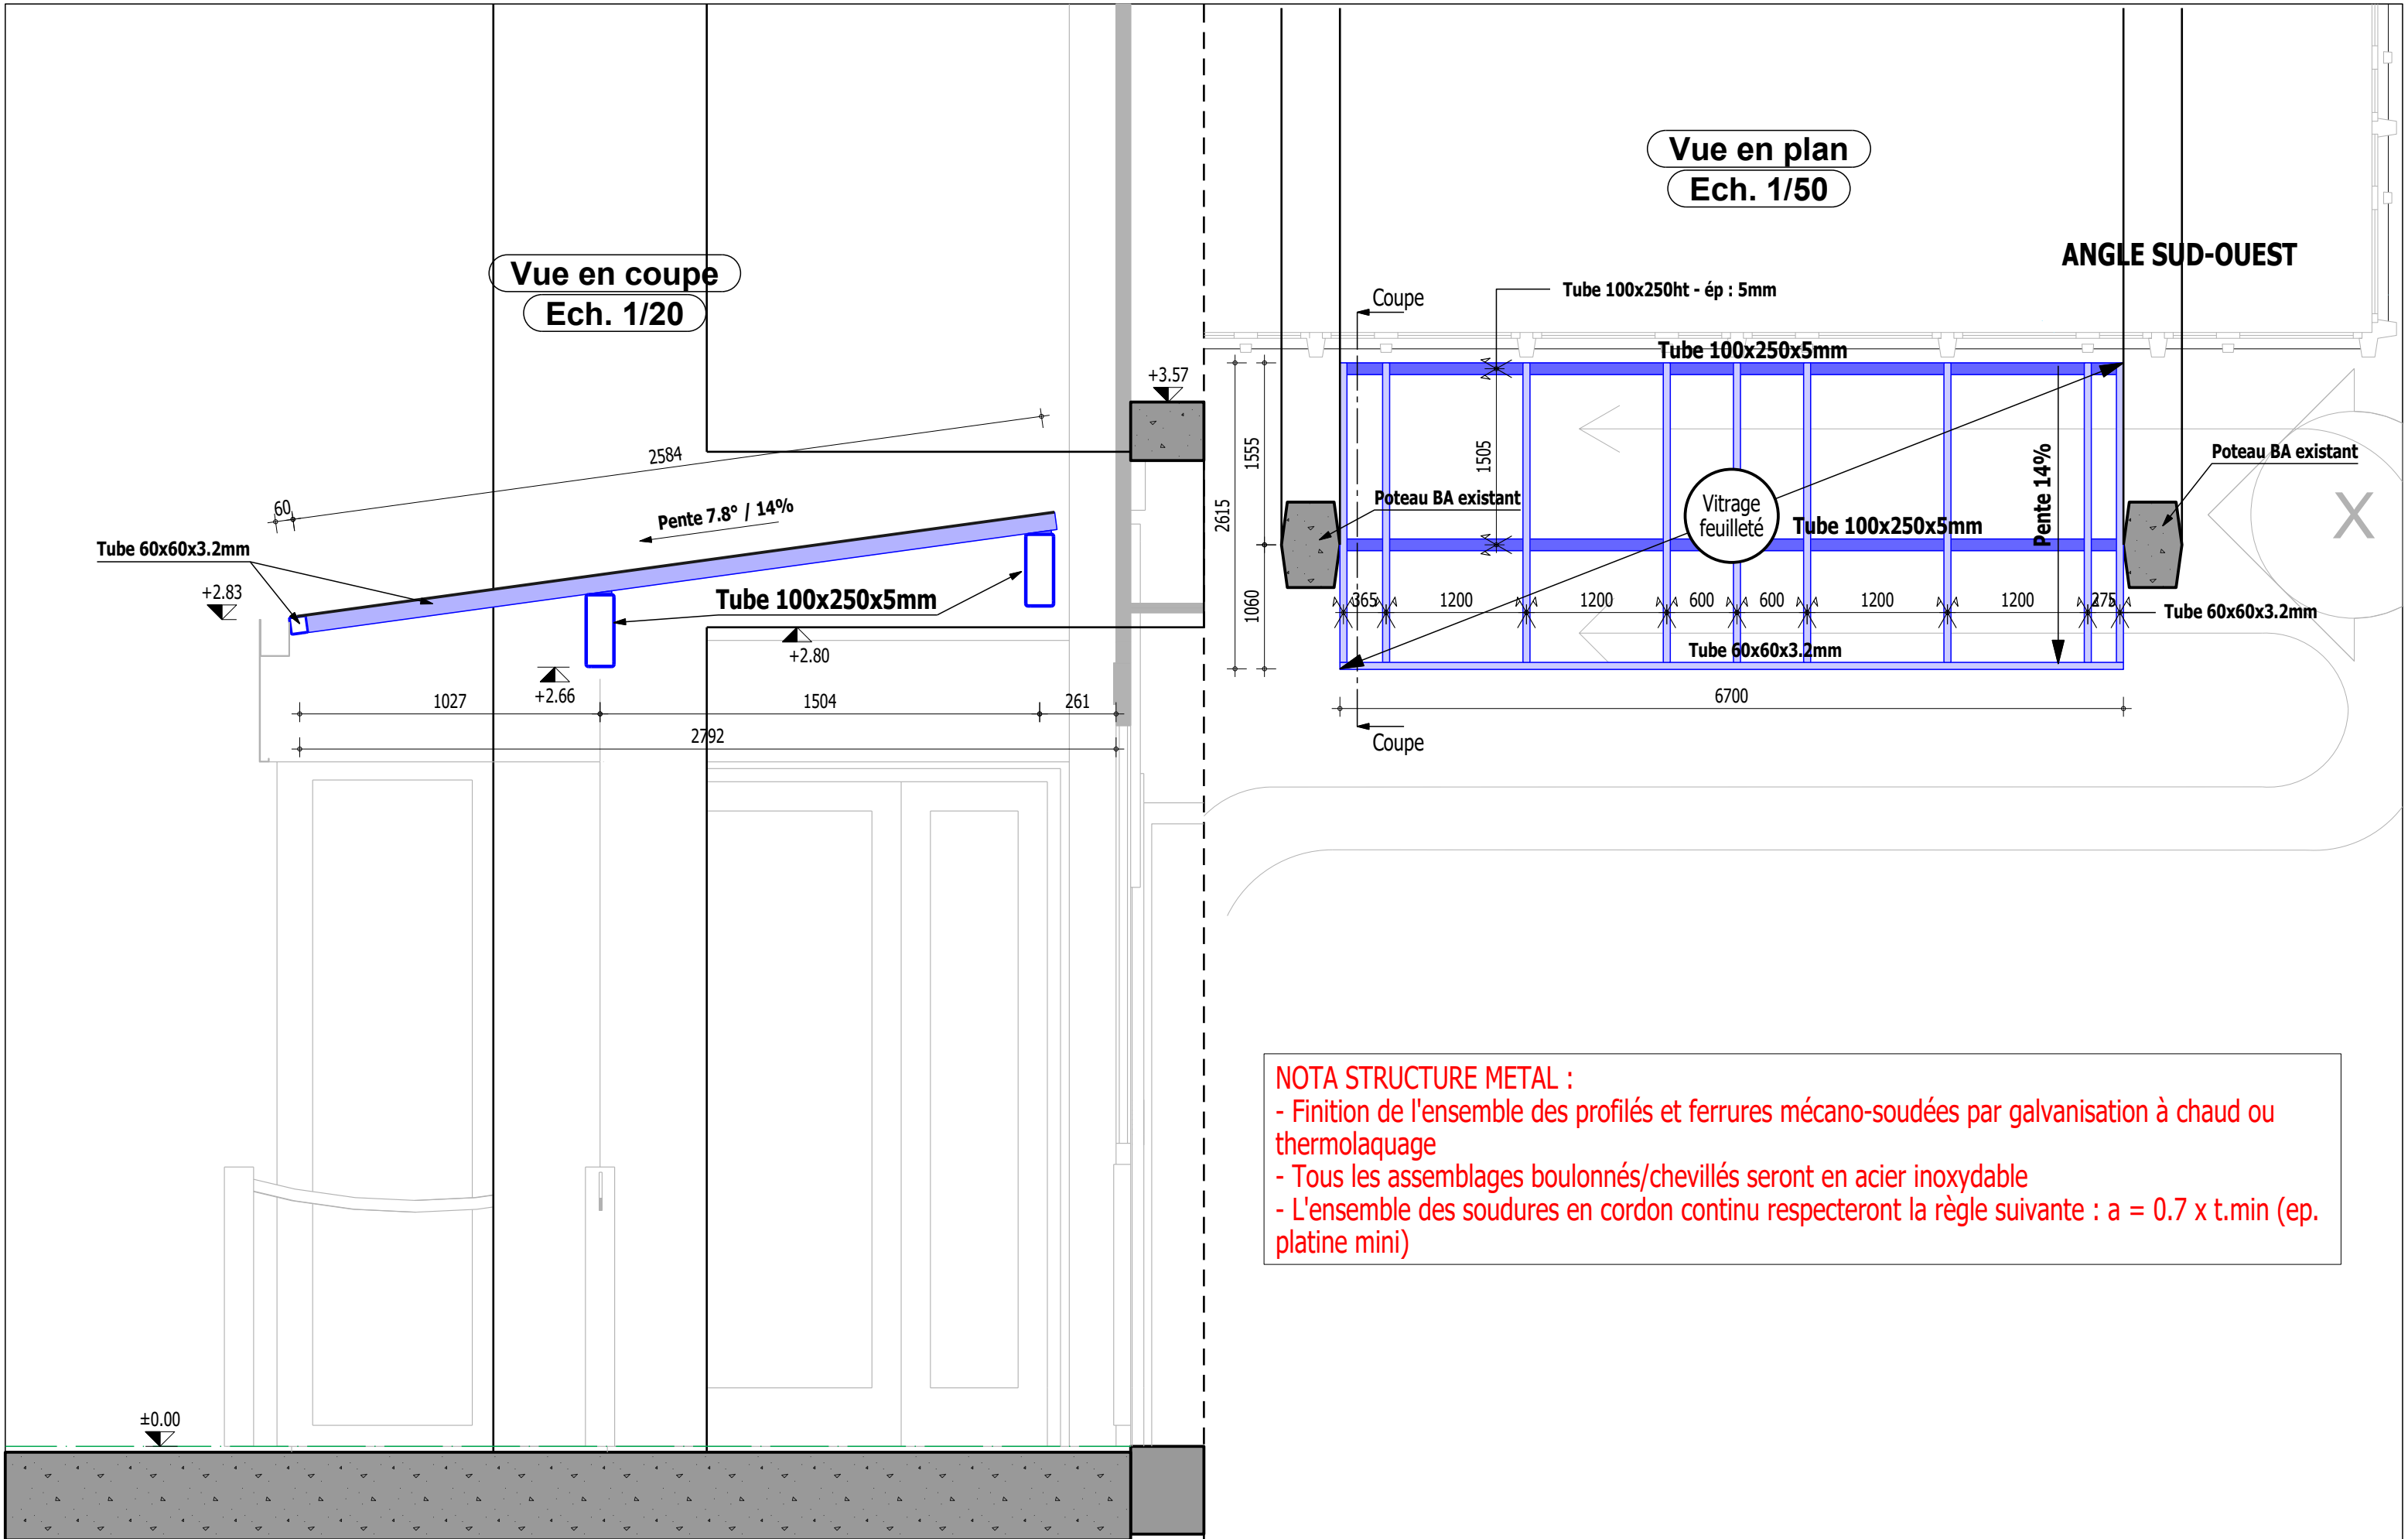 Vue en coupe
Ech. 1/20
Vue en plan
Ech. 1/50
ANGLE SUD-OUEST
Coupe
Tube 100x250ht - ép : 5mm
Tube 100x250x5mm
+3.57
2584
60
Pente 7.8° / 14%
Tube 60x60x3.2mm
+2.83
Tube 100x250x5mm
+2.80
+2.66
1027
1504
261
2792
±0.00
2615
1555
1060
1505
Poteau BA existant
Vitrage
feuilleté
Tube 100x250x5mm
Pente 14%
Poteau BA existant
X
365
1200
1200
600
600
1200
1200
275
Tube 60x60x3.2mm
Tube 60x60x3.2mm
6700
Coupe
NOTA STRUCTURE METAL :
- Finition de l'ensemble des profilés et ferrures mécano-soudées par galvanisation à chaud ou
thermolaquage
- Tous les assemblages boulonnés/chevillés seront en acier inoxydable
- L'ensemble des soudures en cordon continu respecteront la règle suivante : a = 0.7 x t.min (ep.
platine mini)